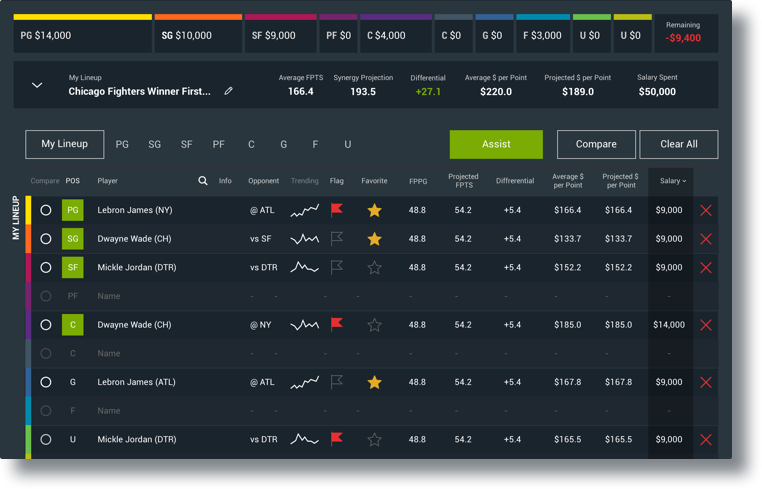 PG $14,000 SG $10,000 SF $9,000 PF $0 C $4,000 C $0 G $0 F $3,000 U $0 U $0 Remaining
-$9,400
My Lineup Average FPTS Synergy Projection Differential Average $ per Point Projected $ per Point Salary Spent
Chicago Fighters Winner First... 166.4 193.5 +27.1 $220.0 $189.0 $50,000
My Lineup PG SG SF PF C G F U Assist Compare Clear All
Compare POS Player Info Opponent Trending Flag Favorite FPPG Projected FPTS Differrential Average $ per Point Projected $ per Point Salary
MY LINEUP
PG Lebron James (NY) @ ATL 48.8 54.2 +5.4 $166.4 $166.4 $9,000
SG Dwayne Wade (CH) vs SF 48.8 54.2 +5.4 $133.7 $133.7 $9,000
SF Mickle Jordan (DTR) vs DTR 48.8 54.2 +5.4 $152.2 $152.2 $9,000
PF Name - - - - - - - -
C Dwayne Wade (CH) @ NY 48.8 54.2 +5.4 $185.0 $185.0 $14,000
C Name - - - - - - - -
G Lebron James (ATL) @ ATL 48.8 54.2 +5.4 $167.8 $167.8 $9,000
F Name - - - - - - - -
U Mickle Jordan (DTR) vs DTR 48.8 54.2 +5.4 $165.5 $165.5 $9,000